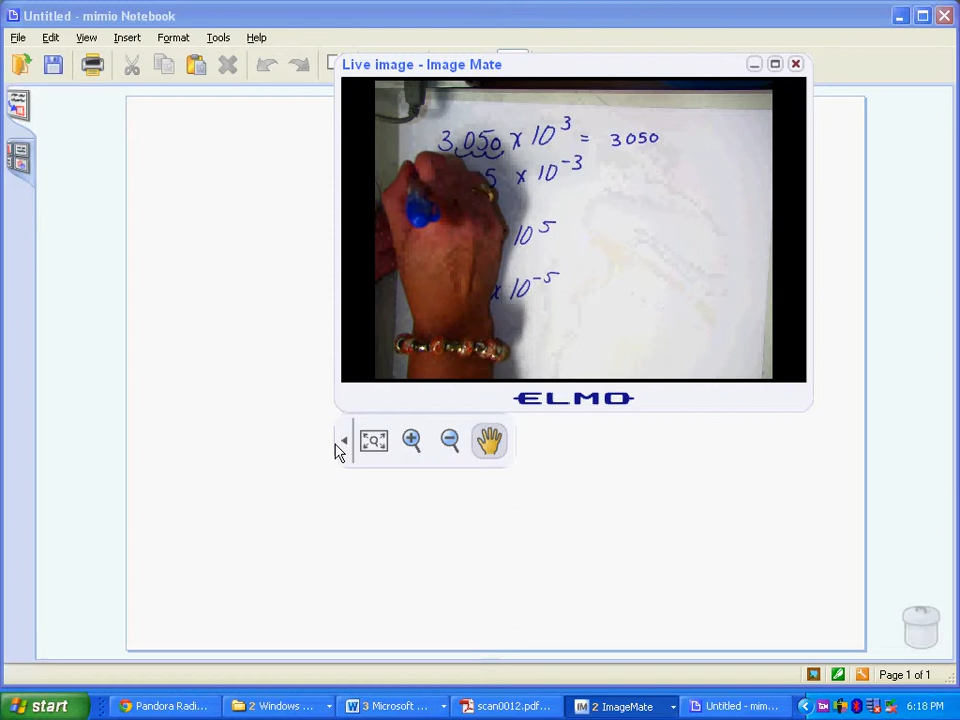 Untitled - mimio Notebook
File Edit View Insert Format Tools Help
Live image - Image Mate
3.050 x 10³ = 3050
5 x 10⁻³
10⁵
x 10⁻⁵
ELMO
Page 1 of 1
start
Pandora Radi...
2 Windows ...
3 Microsoft ...
scan0012.pdf...
2 ImageMate
Untitled - mim...
6:18 PM